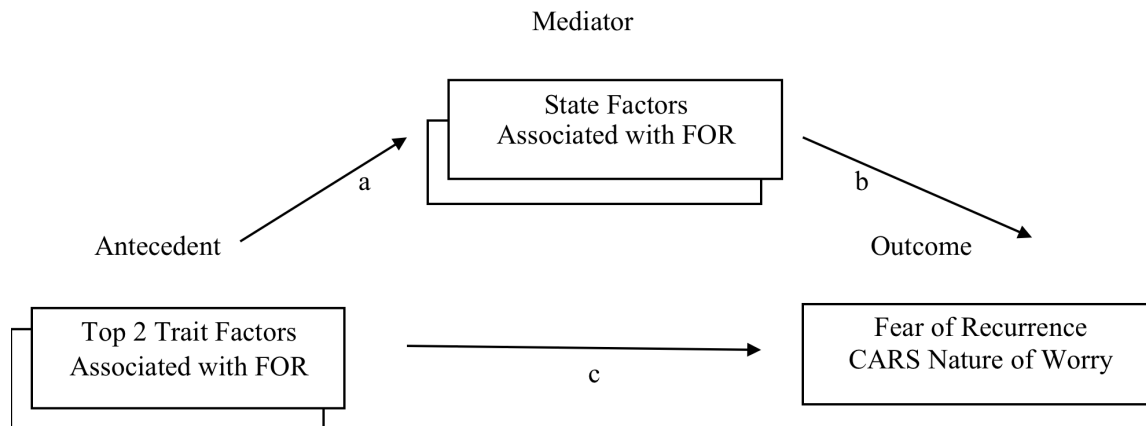 Mediator
State Factors
Associated with FOR
a
b
Antecedent
Outcome
Top 2 Trait Factors
Associated with FOR
Fear of Recurrence
CARS Nature of Worry
c